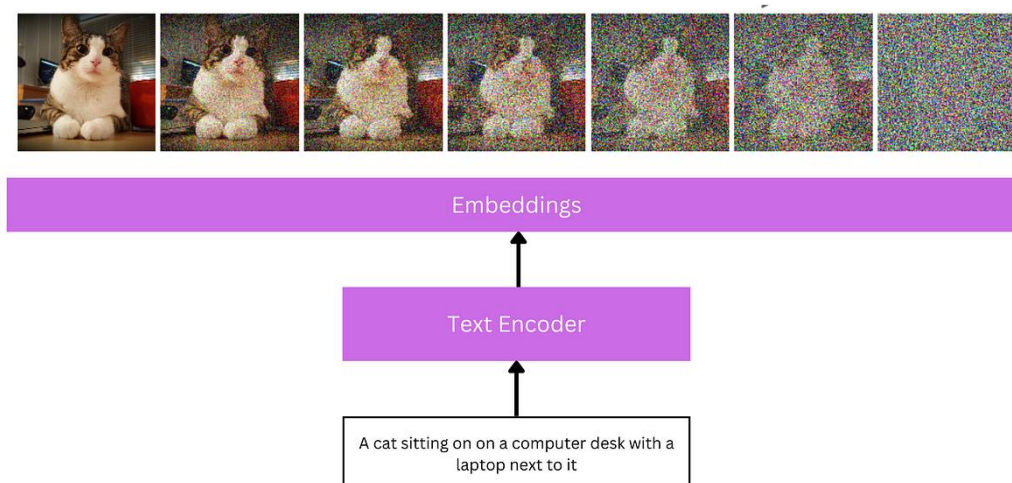 Embeddings
Text Encoder
A cat sitting on on a computer desk with a
laptop next to it